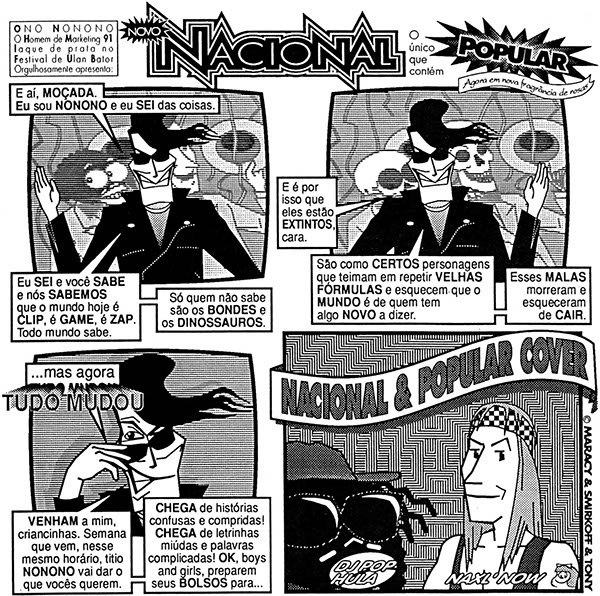 ONO NONONO
O Homem de Marketing 91
laque de prata no
Festival de Ulan Bator
Orgulhosamente apresenta:
NOVO
NACIONAL
O
único
que
contém
POPULAR
Agora em nova fragrância de rosas!
E aí, MOÇADA.
Eu sou NONONO e eu SEI das coisas.
Eu SEI e você SABE
e nós SABEMOS
que o mundo hoje é
CLIP, é GAME, é ZAP.
Todo mundo sabe.
Só quem não sabe
são os BONDES e
os DINOSSAUROS.
E é por
isso que
eles estão
EXTINTOS,
cara.
São como CERTOS personagens
que teimam em repetir VELHAS
FÓRMULAS e esquecem que o
MUNDO é de quem tem
algo NOVO a dizer.
Esses MALAS
morreram e
esqueceram
de CAIR.
...mas agora
TUDO MUDOU
VENHAM a mim,
criancinhas. Semana
que vem, nesse
mesmo horário, titio
NONONO vai dar o
que vocês querem.
CHEGA de histórias
confusas e compridas!
CHEGA de letrinhas
miúdas e palavras
complicadas! OK, boys
and girls, preparem
seus BOLSOS para...
NACIONAL & POPULAR COVER
DJ POP
HULA
NAXL NOW
© MARACY & SMIRKOFF & TONY